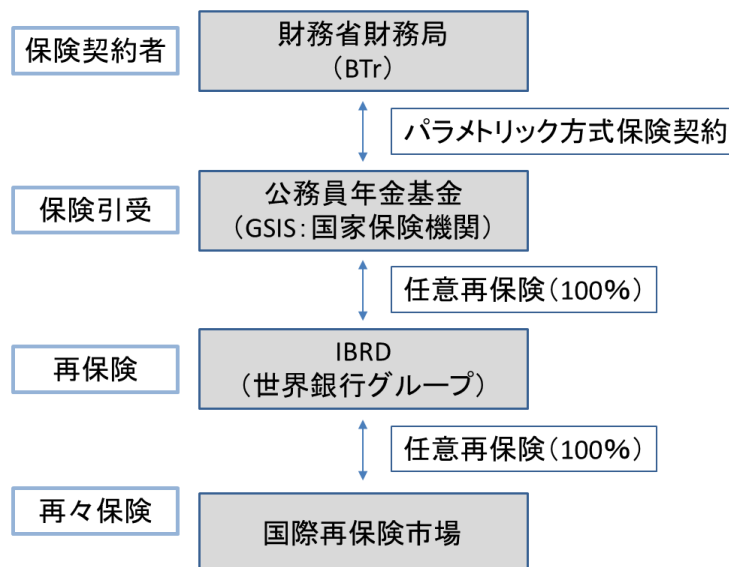 保険契約者
財務省財務局
（BTr）
パラメトリック方式保険契約
保険引受
公務員年金基金
（GSIS：国家保険機関）
任意再保険（100％）
再保険
IBRD
（世界銀行グループ）
任意再保険（100％）
再々保険
国際再保険市場